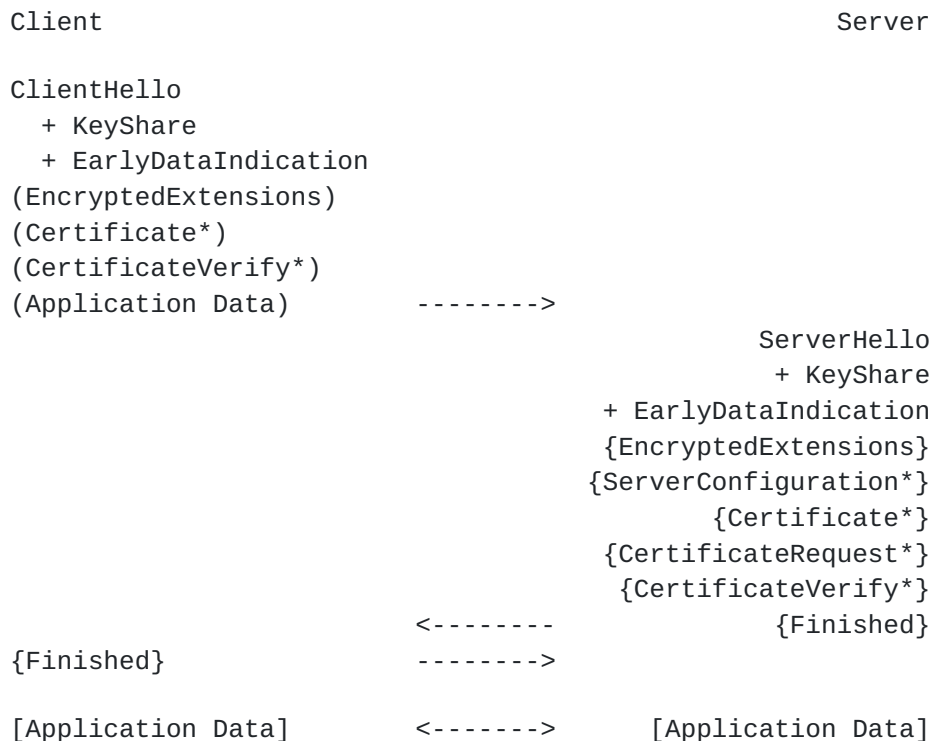 Client Server
ClientHello
+ KeyShare
+ EarlyDataIndication
(EncryptedExtensions)
(Certificate*)
(CertificateVerify*)
(Application Data) -------->
ServerHello
+ KeyShare
+ EarlyDataIndication
{EncryptedExtensions}
{ServerConfiguration*}
{Certificate*}
{CertificateRequest*}
{CertificateVerify*}
<-------- {Finished}
{Finished} -------->
[Application Data] <-------> [Application Data]